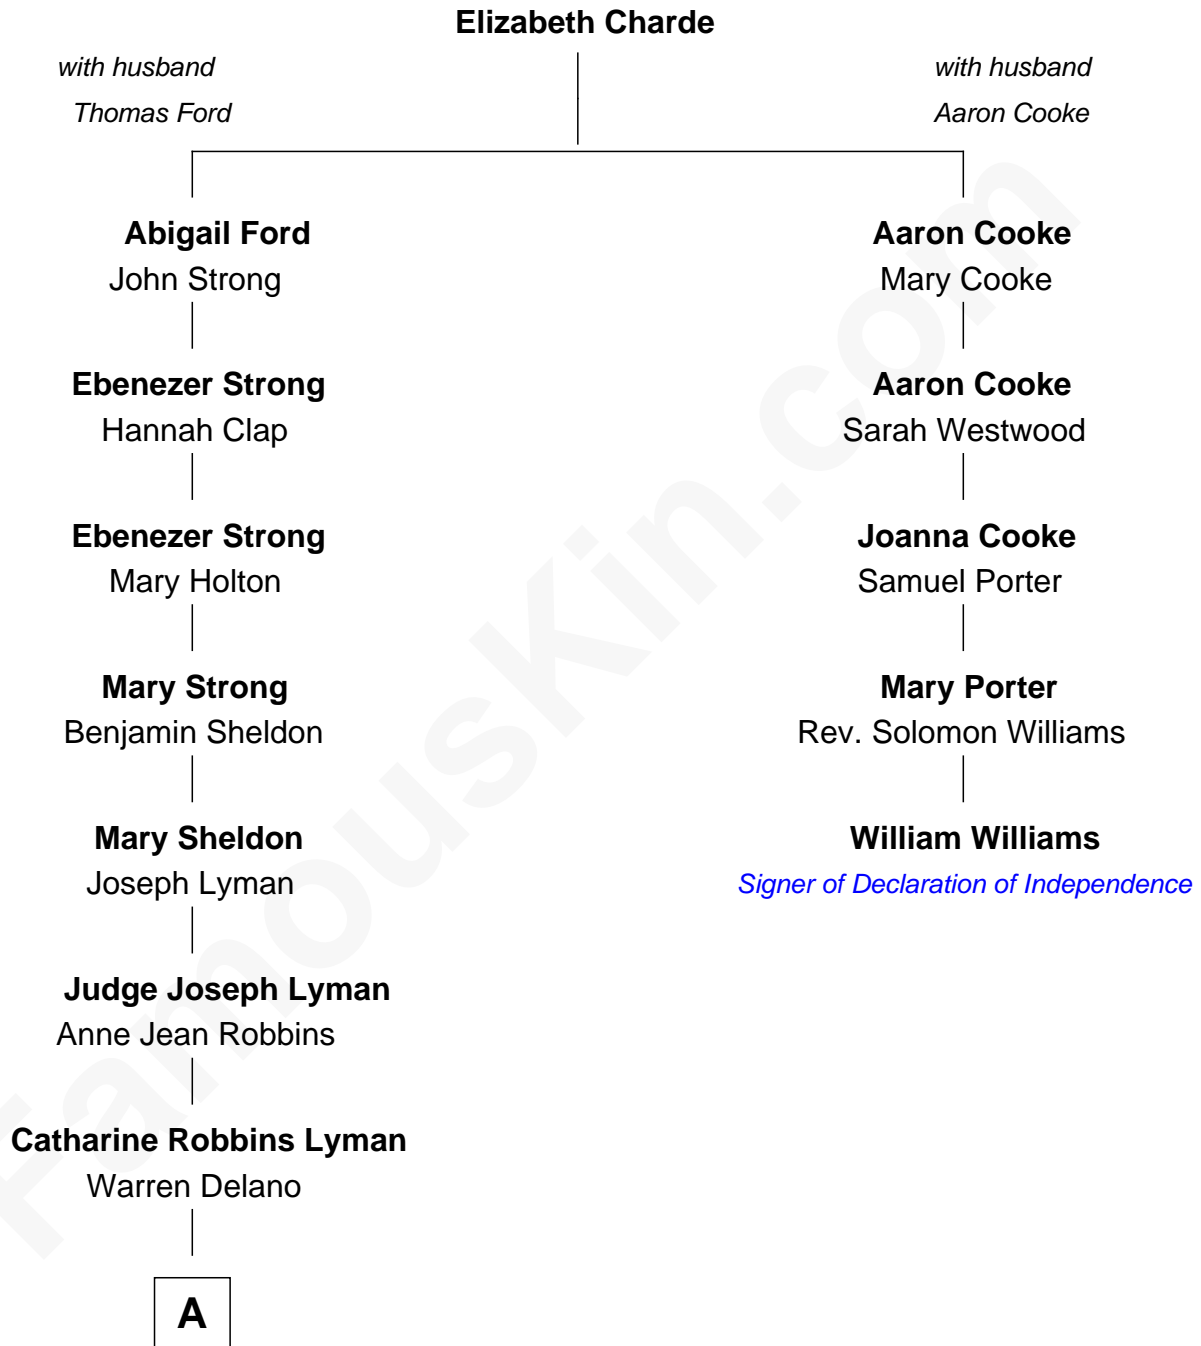 Elizabeth Charde
with husband
Thomas Ford
with husband
Aaron Cooke
Abigail Ford
John Strong
Ebenezer Strong
Hannah Clap
Ebenezer Strong
Mary Holton
Mary Strong
Benjamin Sheldon
Mary Sheldon
Joseph Lyman
Judge Joseph Lyman
Anne Jean Robbins
Catharine Robbins Lyman
Warren Delano
A
Aaron Cooke
Mary Cooke
Aaron Cooke
Sarah Westwood
Joanna Cooke
Samuel Porter
Mary Porter
Rev. Solomon Williams
William Williams
Signer of Declaration of Independence
FamousKin.com